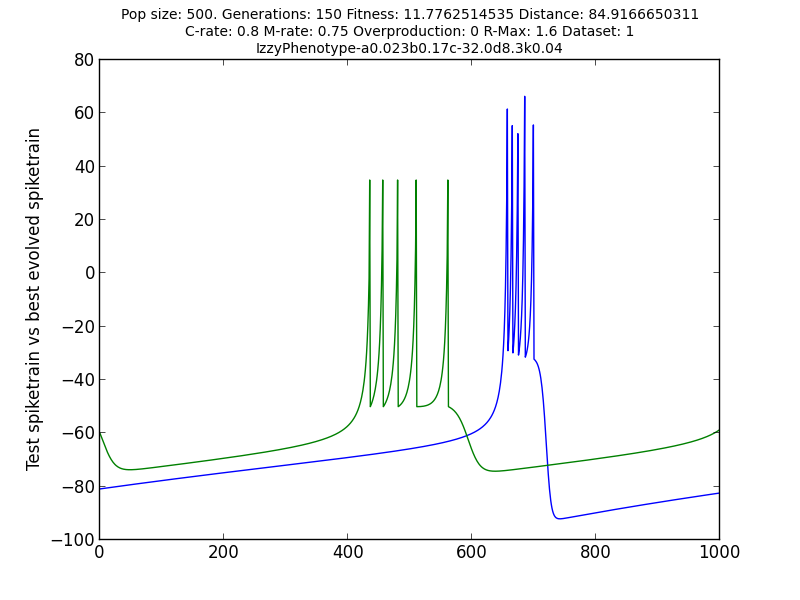 Pop size: 500. Generations: 150 Fitness: 11.7762514535 Distance: 84.9166650311
C-rate: 0.8 M-rate: 0.75 Overproduction: 0 R-Max: 1.6 Dataset: 1
IzzyPhenotype-a0.023b0.17c-32.0d8.3k0.04
Test spiketrain vs best evolved spiketrain
80
60
40
20
0
−20
−40
−60
−80
−100
0 200 400 600 800 1000